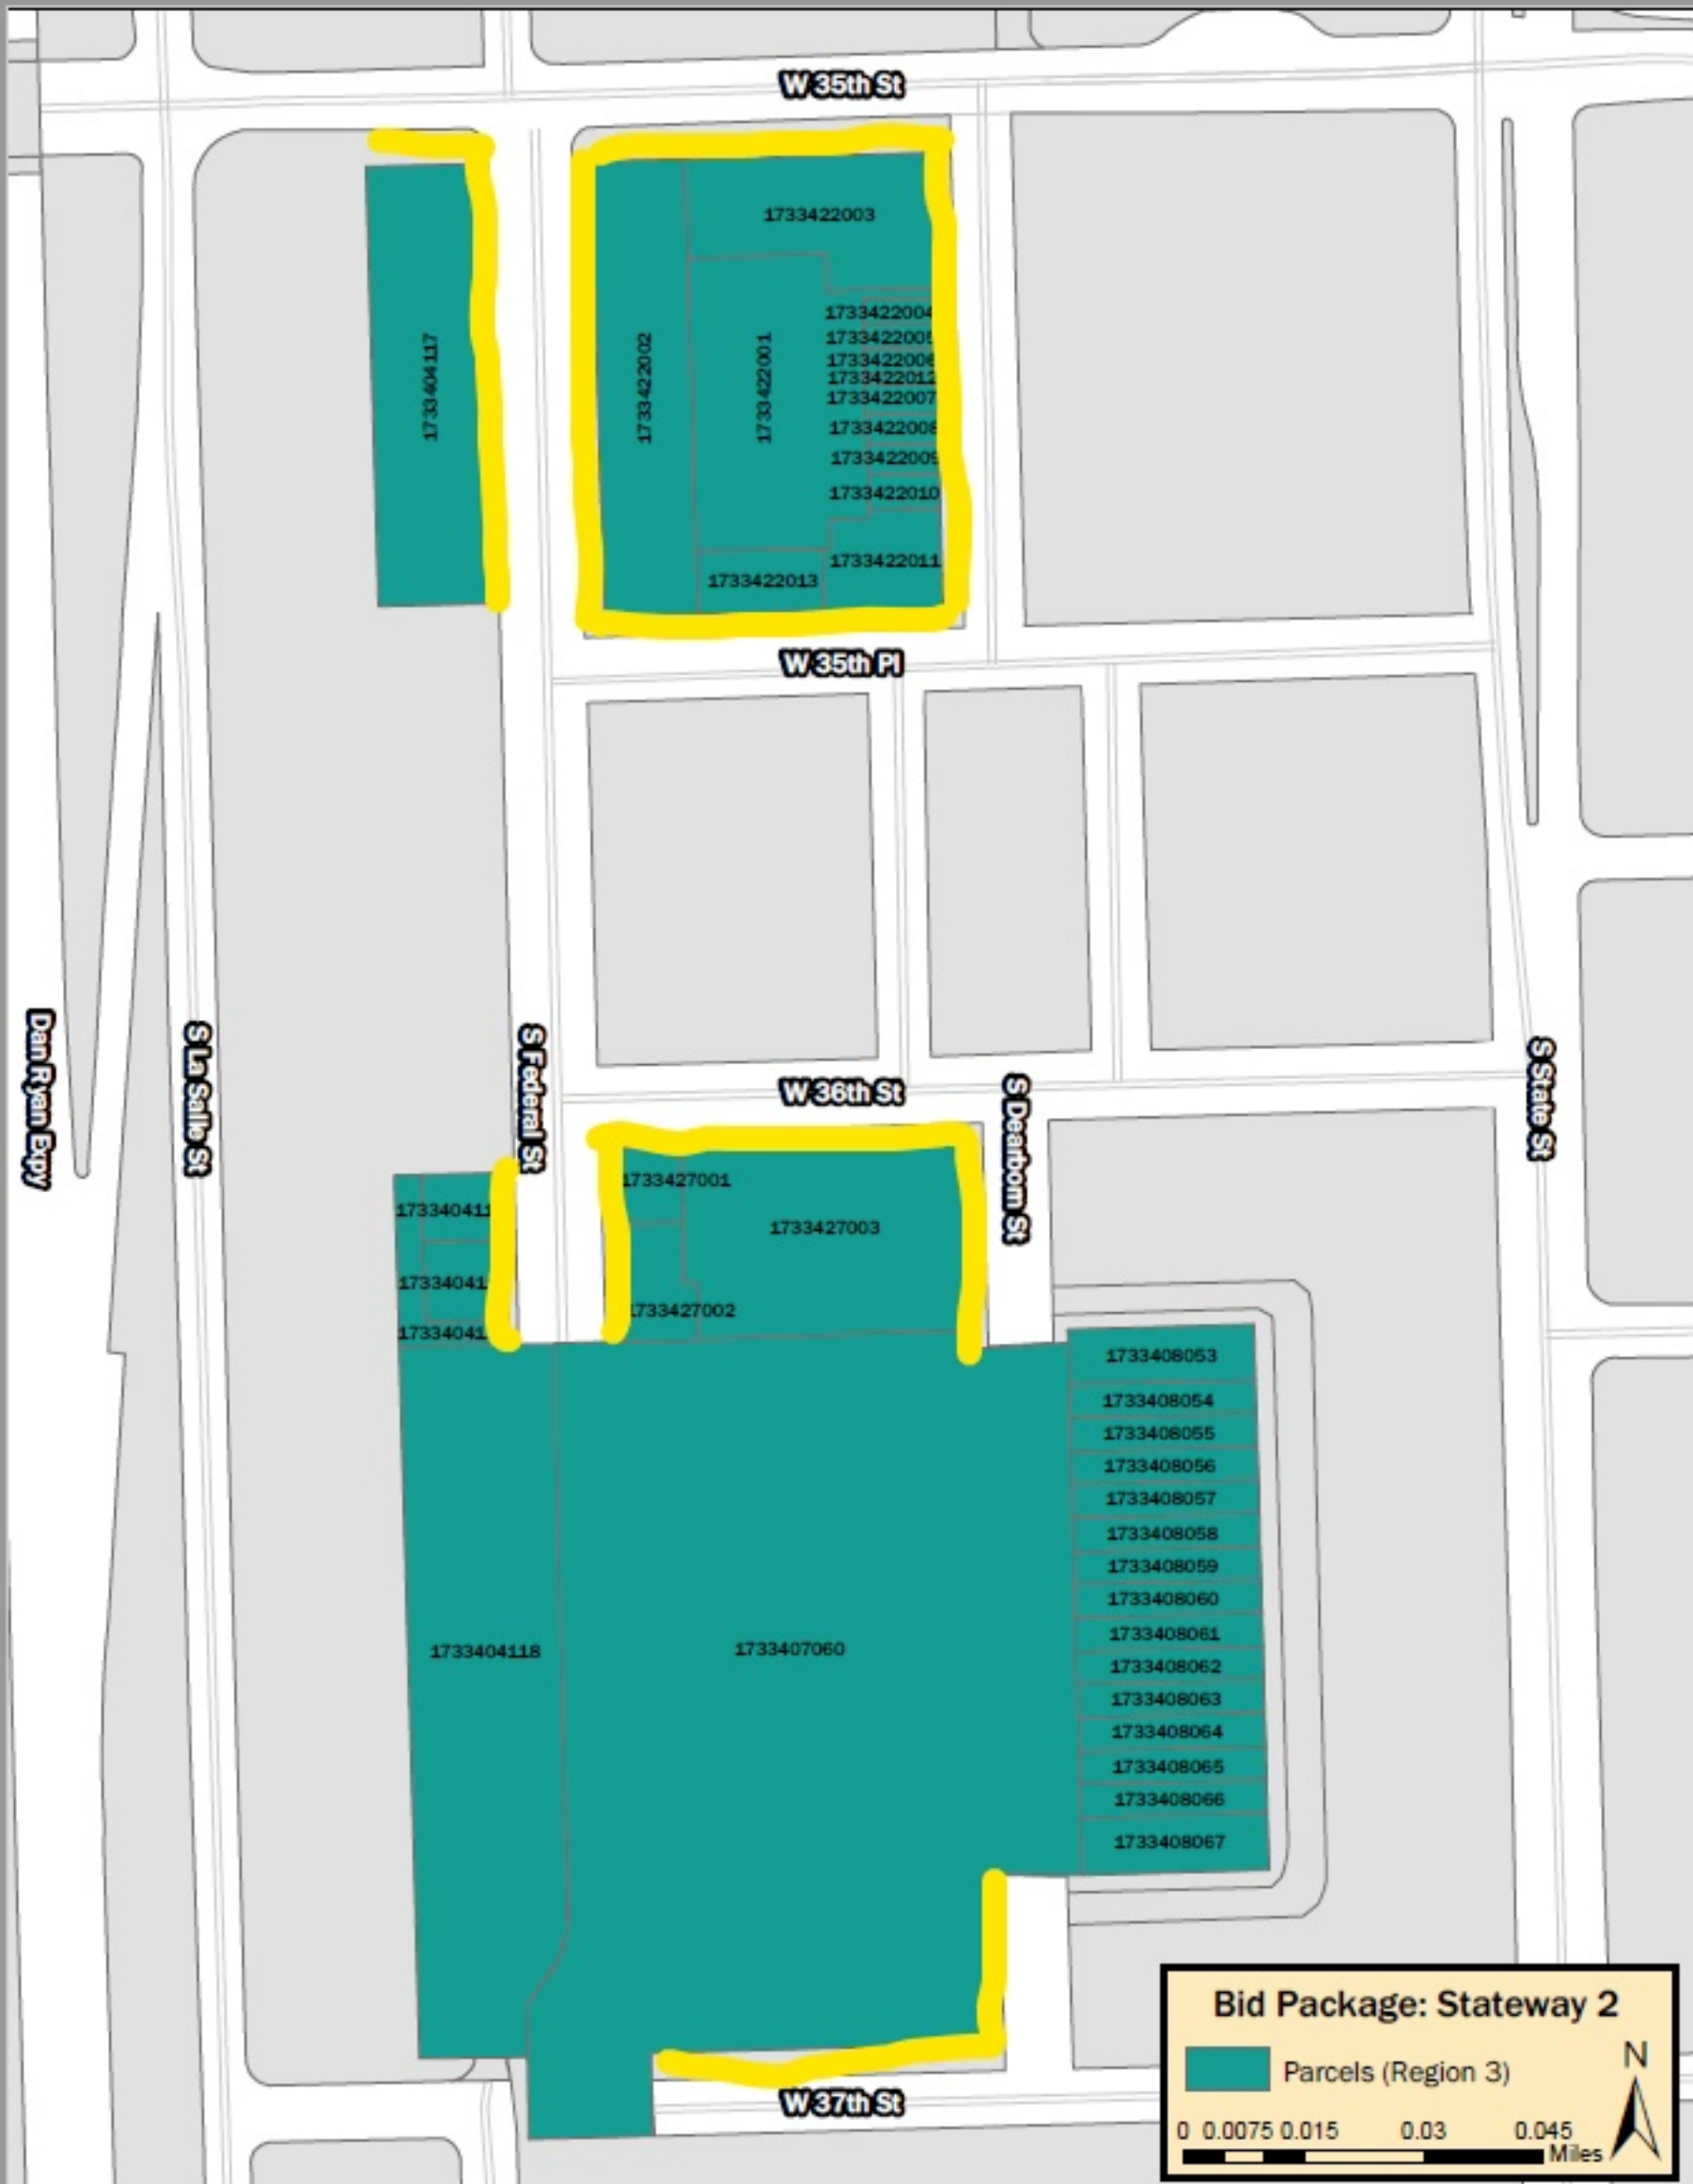 W 35th St
1733422003
1733404117
1733422002
1733422001
1733422004
1733422005
1733422006
1733422012
1733422007
1733422008
1733422009
1733422010
1733422011
1733422013
W 35th Pl
Dan Ryan Expy
S La Salle St
S Federal St
W 36th St
S Dearborn St
S State St
1733427001
1733427003
1733427002
1733408053
1733408054
1733408055
1733408056
1733408057
1733408058
1733408059
1733408060
1733408061
1733408062
1733408063
1733408064
1733408065
1733408066
1733408067
1733404118
1733407060
W 37th St
Bid Package: Stateway 2
Parcels (Region 3)
N
0 0.0075 0.015 0.03 0.045
Miles